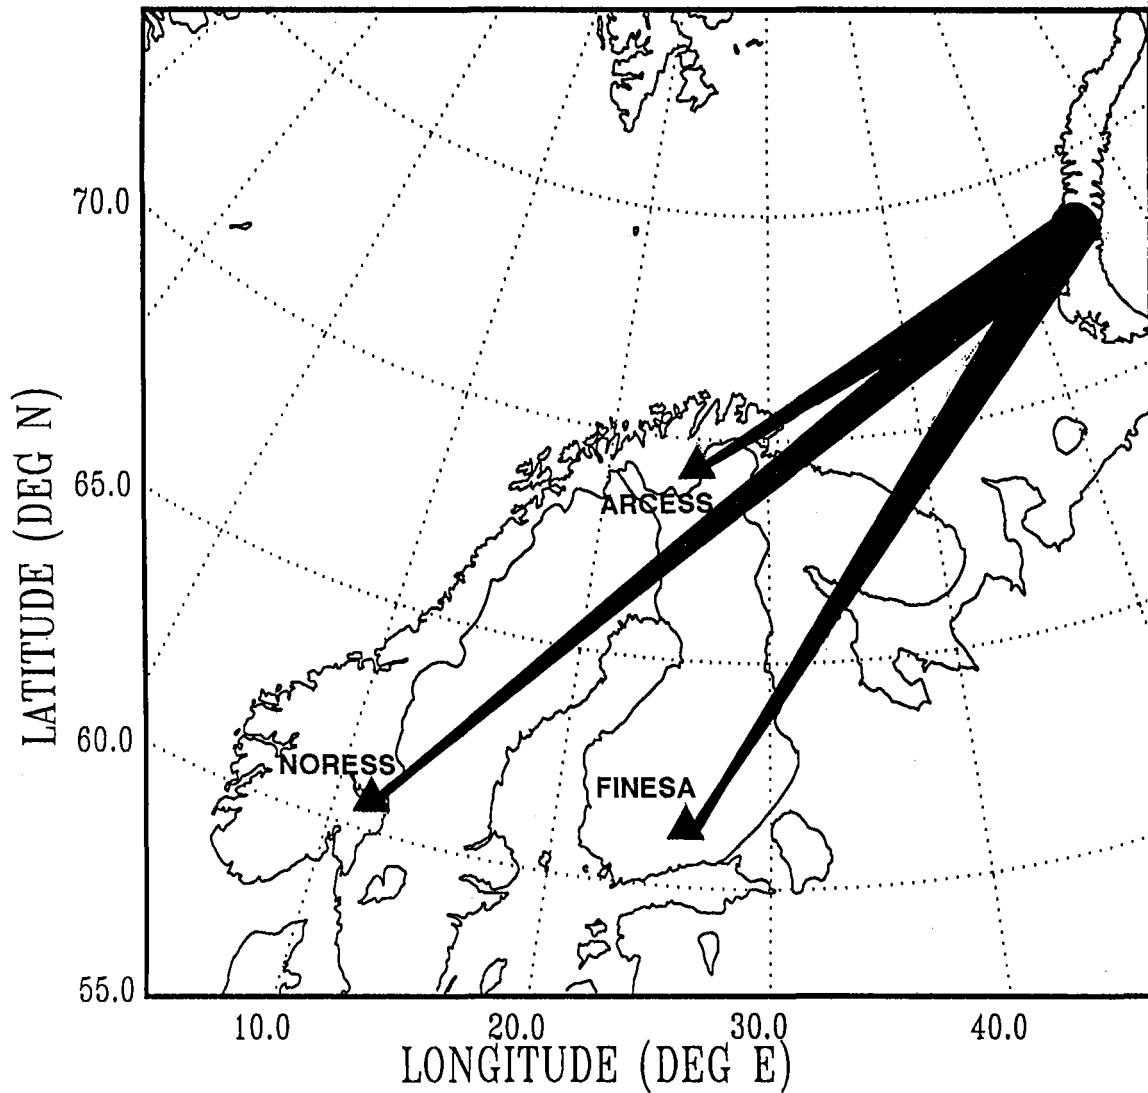 70.0
65.0
60.0
55.0
LATITUDE (DEG N)
ARCESS
NORESS
FINESA
10.0 20.0 30.0 40.0
LONGITUDE (DEG E)